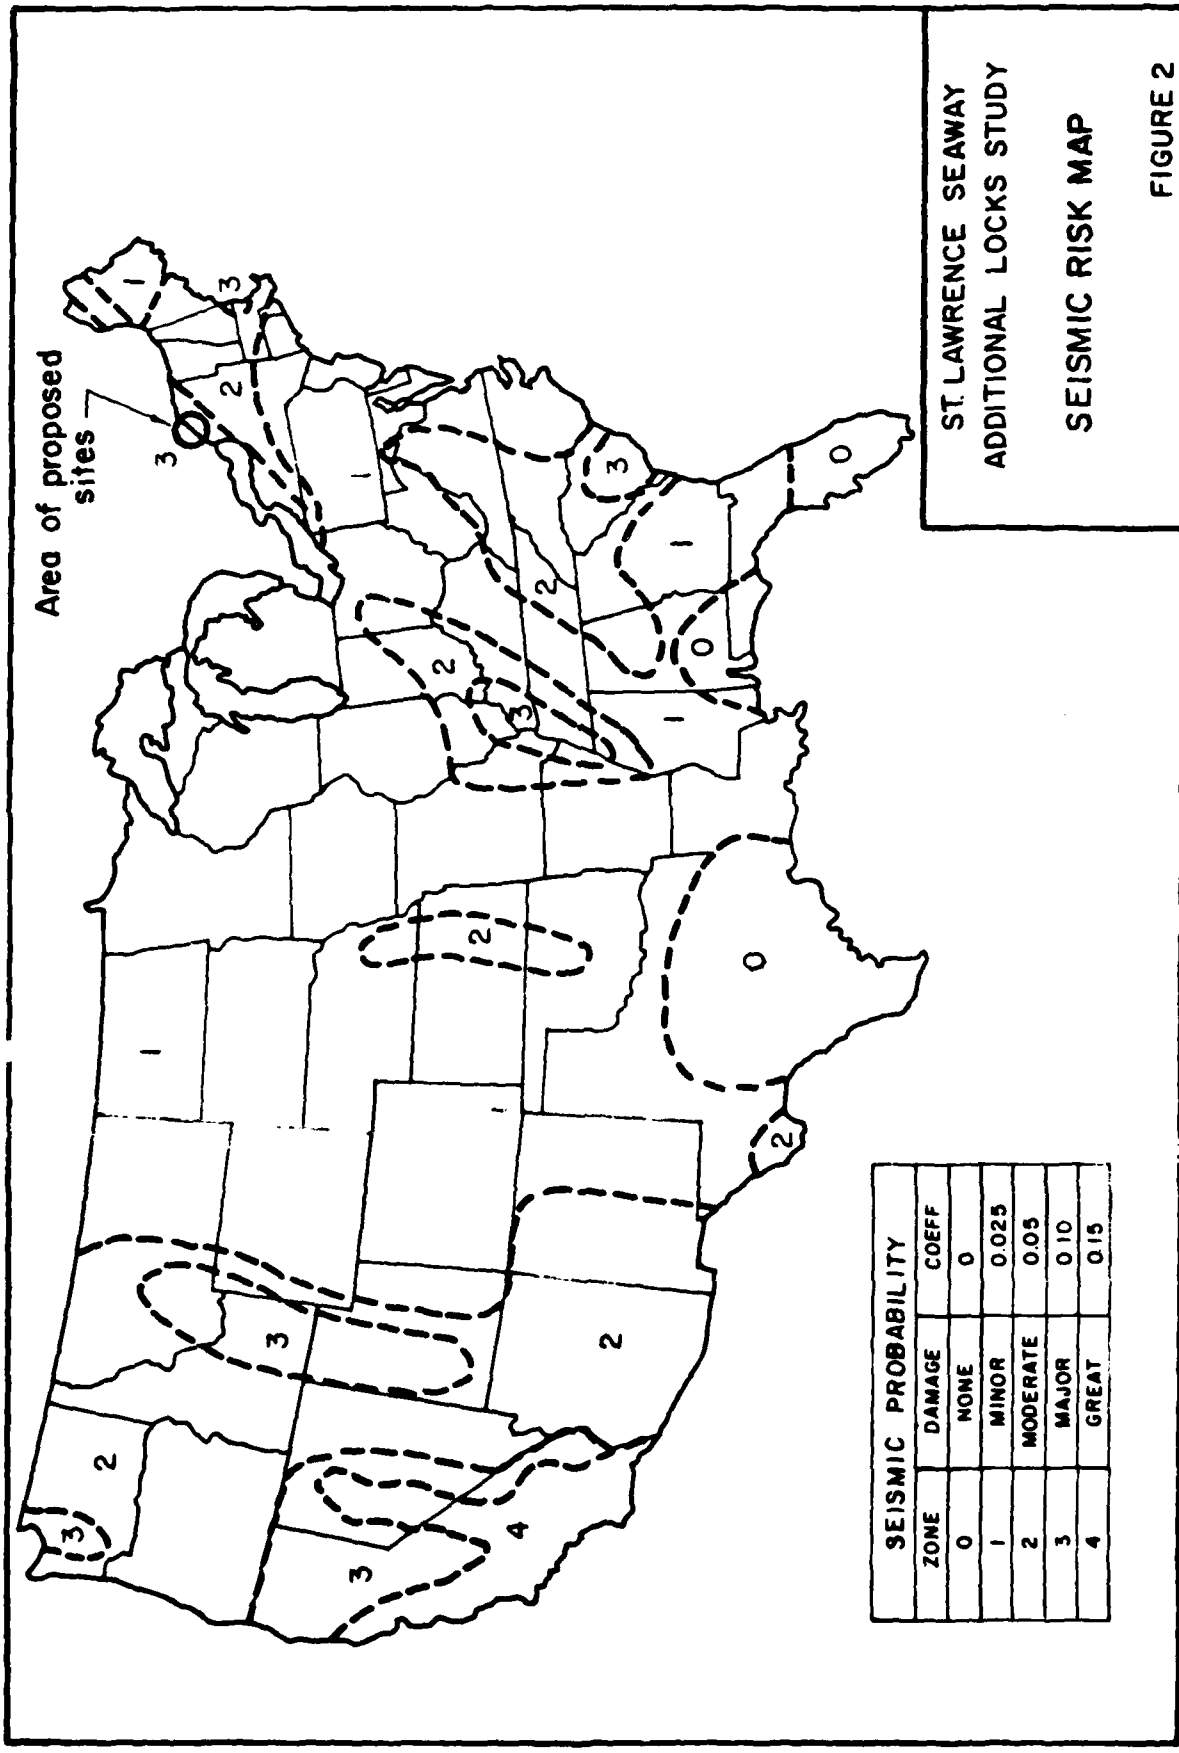 Area of proposed
sites
3
2
3
1
3
2
1
3
4
2
3
2
1
1
2
2
0
2
3
1
2
0
1
3
0
1
2
3
1
0
SEISMIC PROBABILITY
ZONE DAMAGE COEFF
0 NONE 0
1 MINOR 0.025
2 MODERATE 0.05
3 MAJOR 0.10
4 GREAT 0.15
ST. LAWRENCE SEAWAY
ADDITIONAL LOCKS STUDY
SEISMIC RISK MAP
FIGURE 2